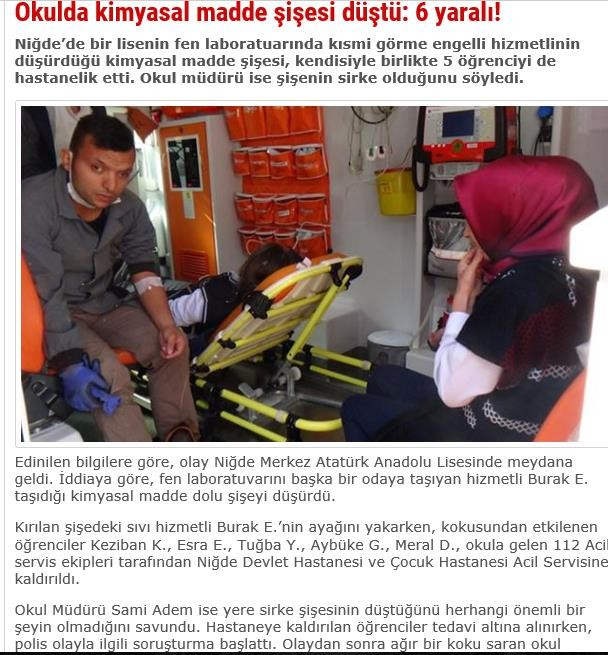 Okulda kimyasal madde şişesi düştü: 6 yaralı!
Niğde’de bir lisenin fen laboratuarında kısmi görme engelli hizmetlinin
düşürdüğü kimyasal madde şişesi, kendisiyle birlikte 5 öğrenciyi de
hastanelik etti. Okul müdürü ise şişenin sirke olduğunu söyledi.
Edinilen bilgilere göre, olay Niğde Merkez Atatürk Anadolu Lisesinde meydana
geldi. İddiaya göre, fen laboratuvarını başka bir odaya taşıyan hizmetli Burak E.
taşıdığı kimyasal madde dolu şişeyi düşürdü.
Kırılan şişedeki sıvı hizmetli Burak E.’nin ayağını yakarken, kokusundan etkilenen
öğrenciler Keziban K., Esra E., Tuğba Y., Aybüke G., Meral D., okula gelen 112 Acil
servis ekipleri tarafından Niğde Devlet Hastanesi ve Çocuk Hastanesi Acil Servisine
kaldırıldı.
Okul Müdürü Sami Adem ise yere sirke şişesinin düştüğünü herhangi önemli bir
şeyin olmadığını savundu. Hastaneye kaldırılan öğrenciler tedavi altına alınırken,
polis olayla ilgili soruşturma başlattı. Olaydan sonra ağır bir koku saran okul